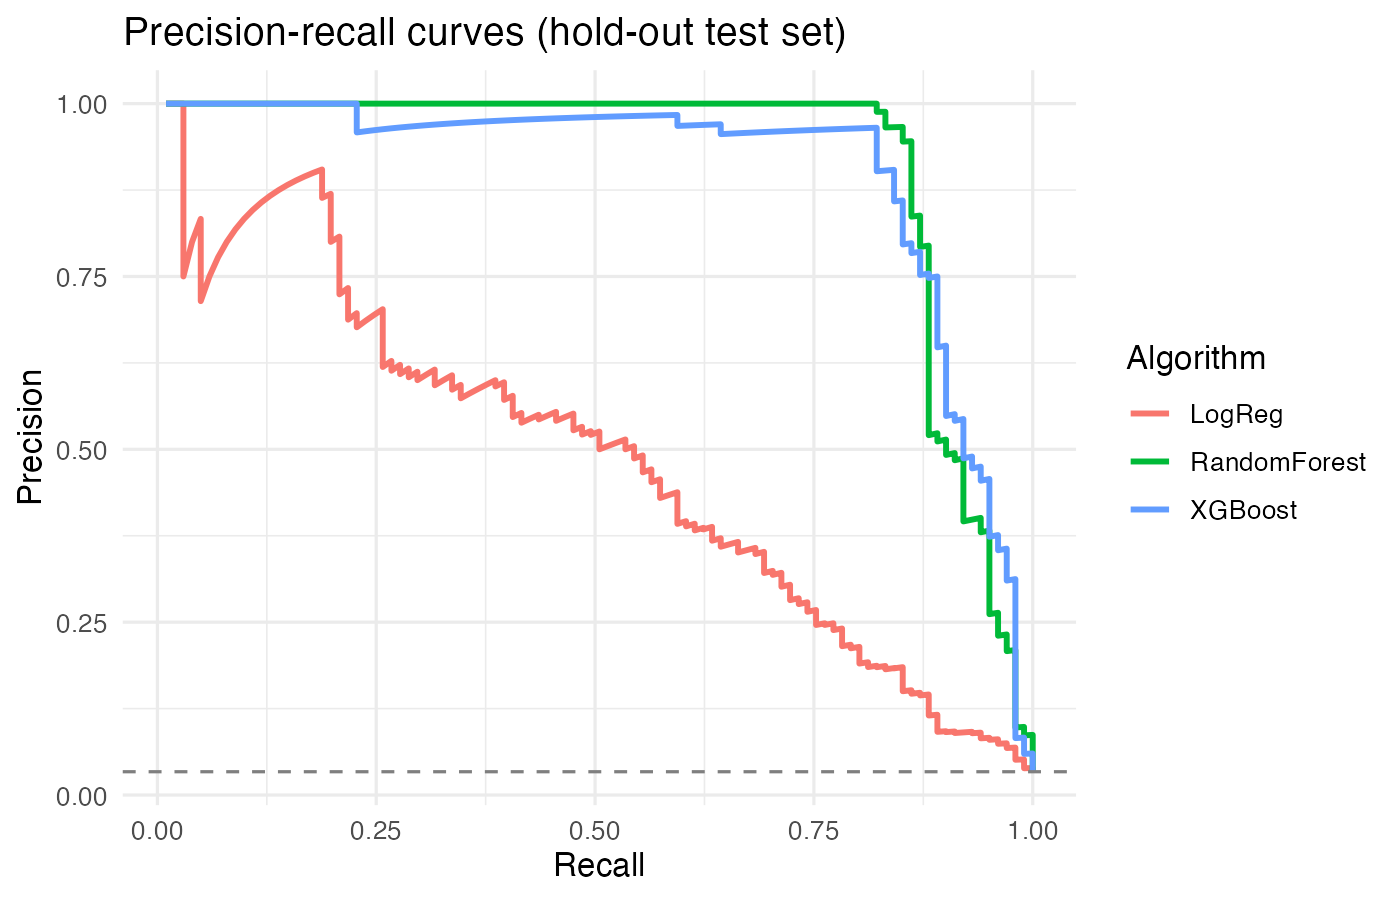 Precision-recall curves (hold-out test set)
1.00
0.75
0.50
0.25
0.00
Precision
0.00 0.25 0.50 0.75 1.00
Recall
Algorithm
LogReg
RandomForest
XGBoost